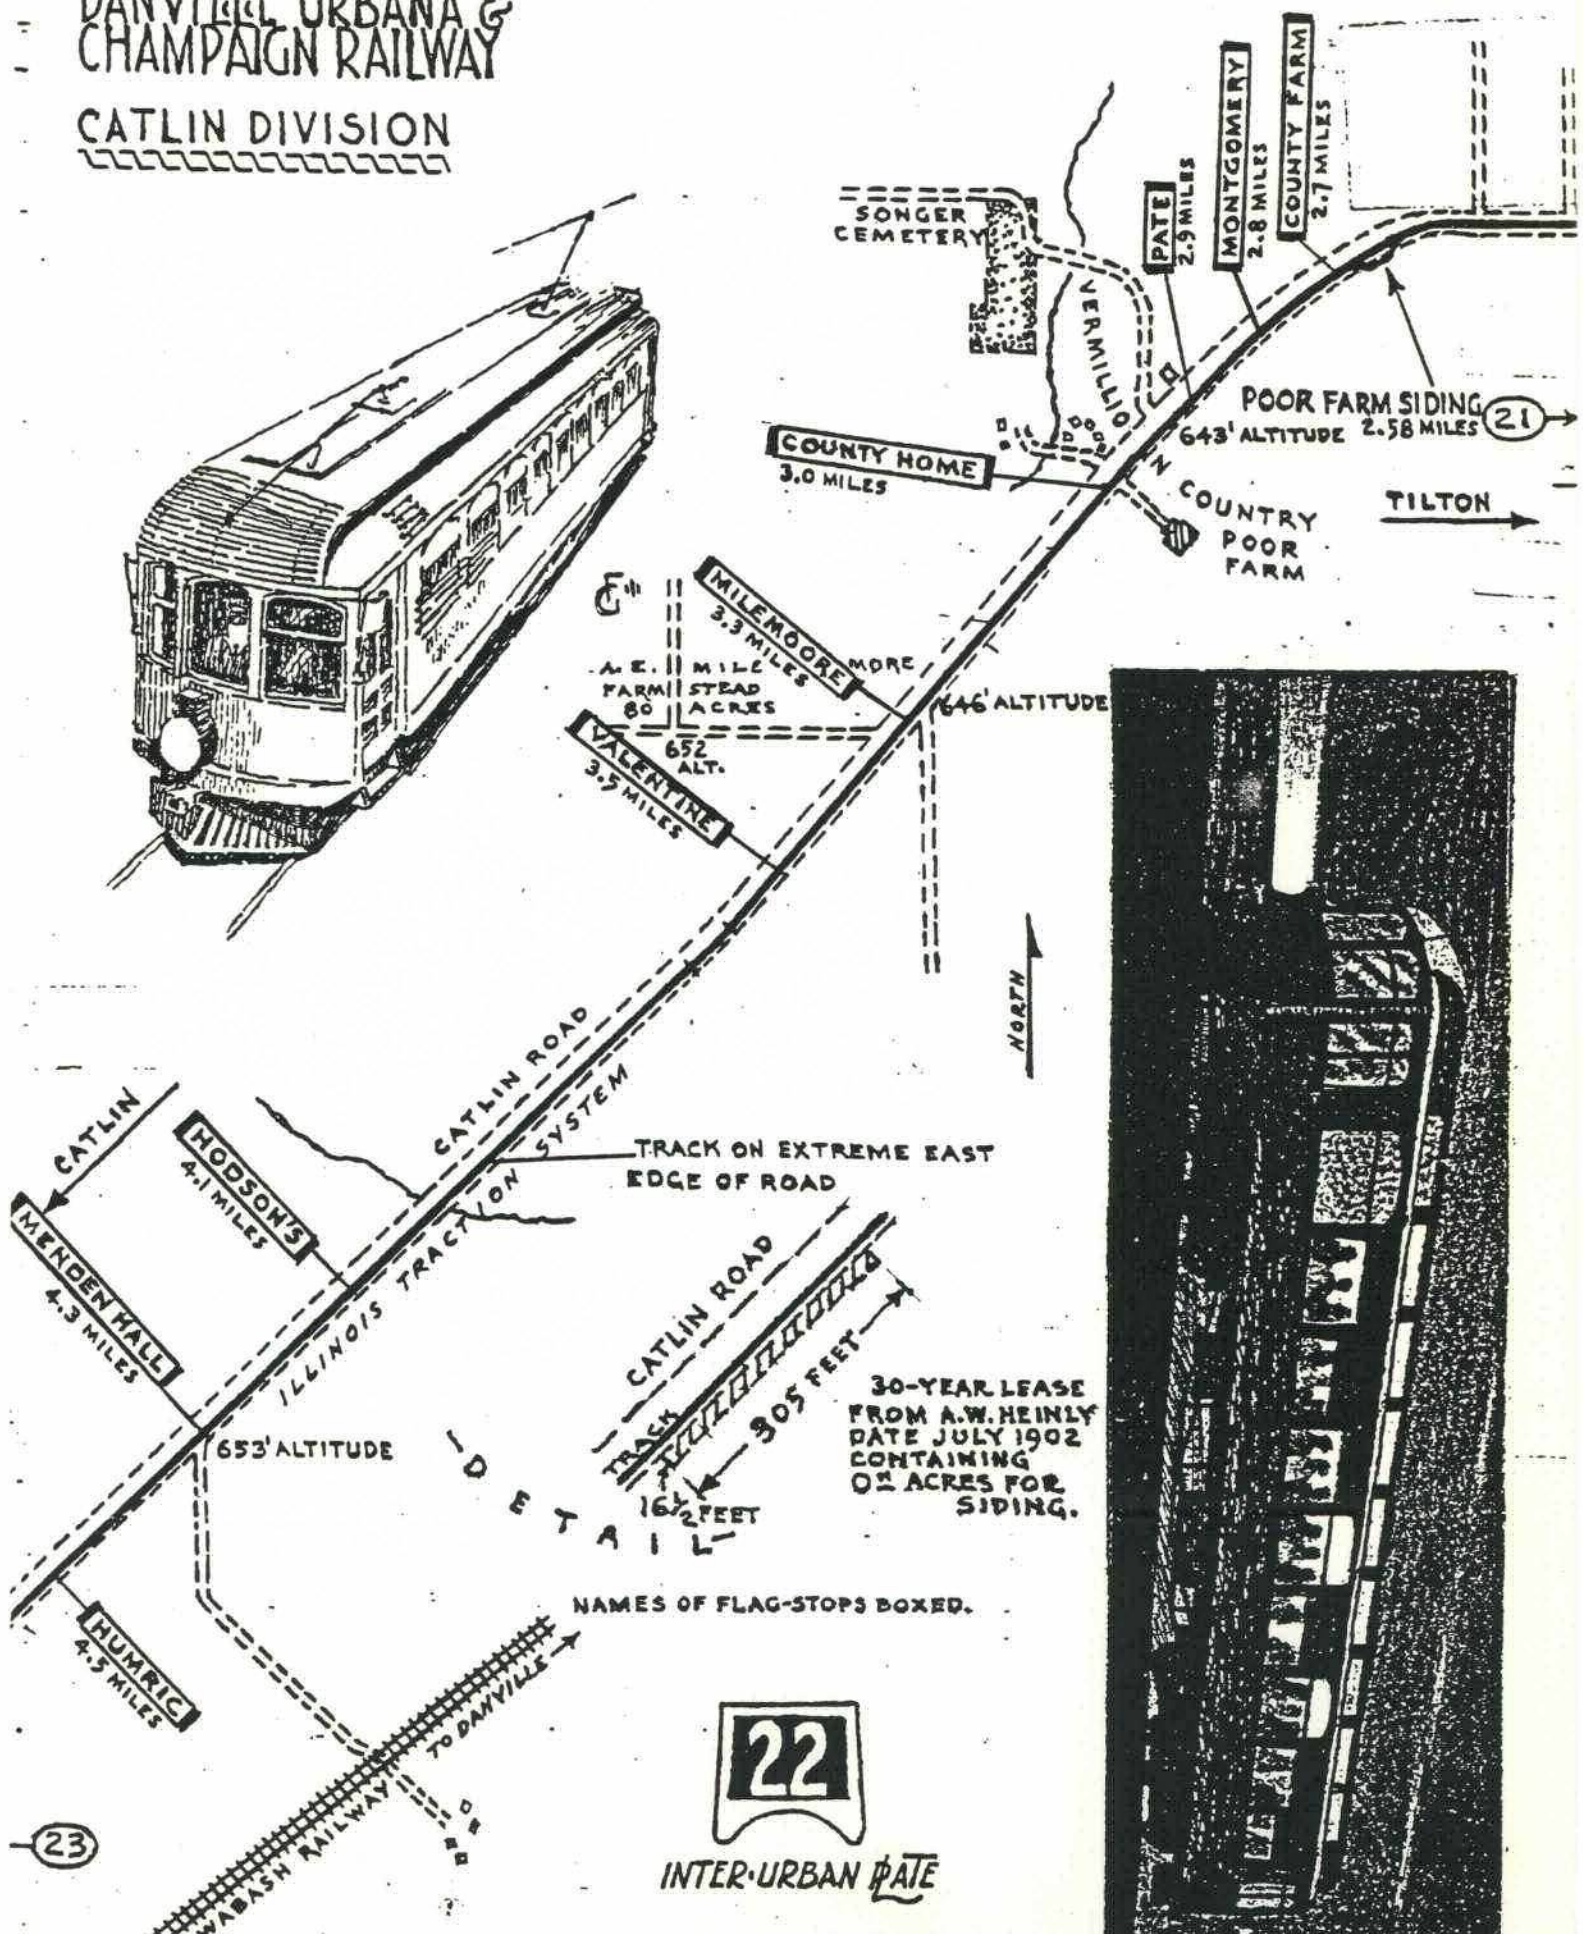 DANVILLE URBANA &
CHAMPAIGN RAILWAY
CATLIN DIVISION
SONGER
CEMETERY
VERMILLION
PATE
2.9 MILES
MONTGOMERY
2.8 MILES
COUNTY FARM
2.7 MILES
POOR FARM SIDING
2.58 MILES
21
643' ALTITUDE
COUNTY HOME
3.0 MILES
COUNTRY
POOR
FARM
TILTON
MILEMOORE
3.3 MILES
MORE
A.E. MILE
FARM STEAD
80 ACRES
646' ALTITUDE
652
ALT.
VALENTINE
3.5 MILES
NORTH
CATLIN ROAD
ILLINOIS TRACTION SYSTEM
TRACK ON EXTREME EAST
EDGE OF ROAD
CATLIN
HODSON'S
4.1 MILES
MENDENHALL
4.3 MILES
653' ALTITUDE
CATLIN ROAD
TRACK
305 FEET
16 1/2 FEET
DETAIL
30-YEAR LEASE
FROM A.W. HEINLY
DATE JULY 1902
CONTAINING
ACRES FOR
SIDING.
NAMES OF FLAG-STOPS BOXED.
HUMRIC
4.5 MILES
TO DANVILLE
WABASH RAILWAY
23
22
INTER-URBAN PLATE